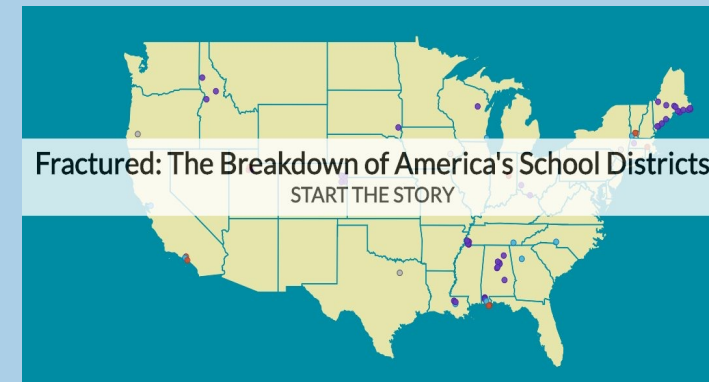 Fractured: The Breakdown of America's School Districts
START THE STORY